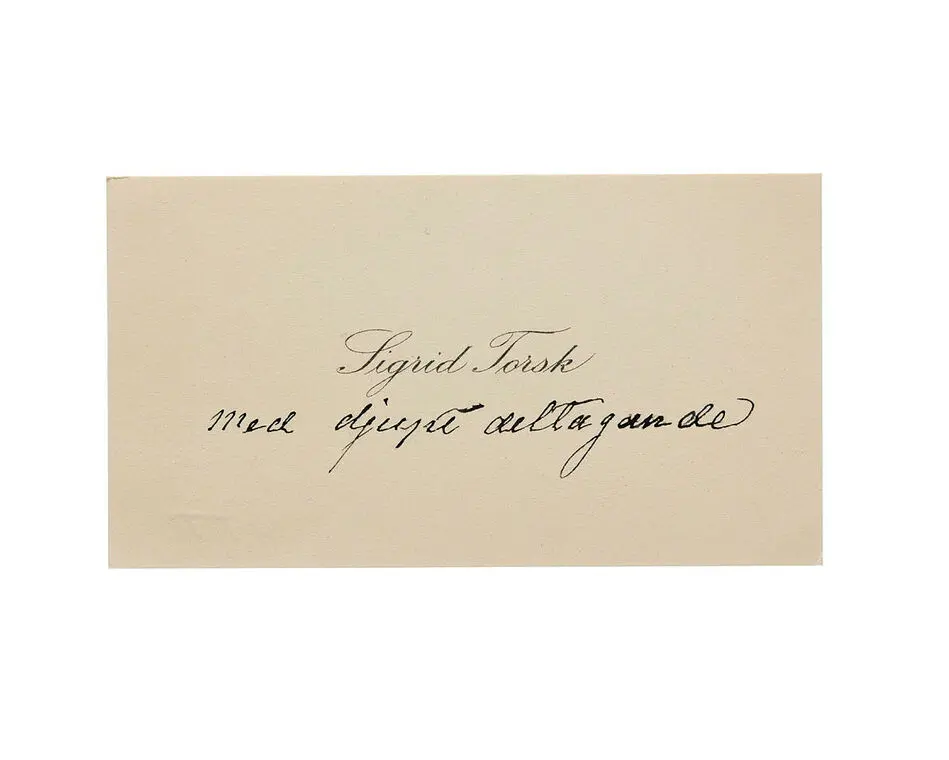 Sigrid Torsk
med djupt deltagande